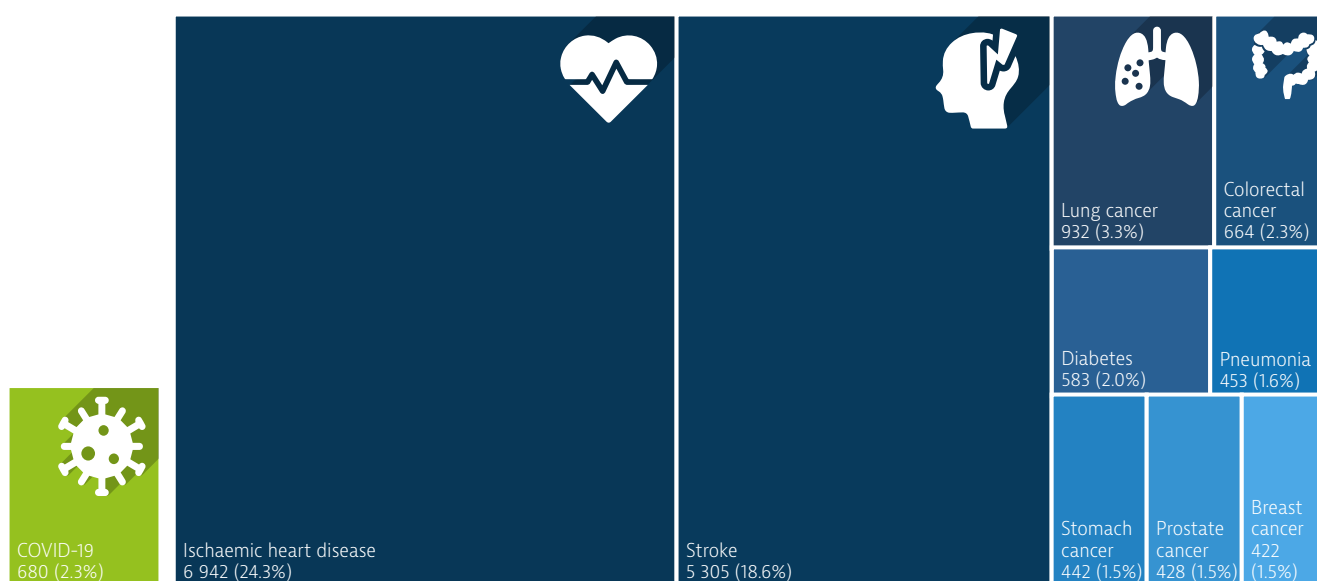 COVID-19
680 (2.3%)
Ischaemic heart disease
6 942 (24.3%)
Stroke
5 305 (18.6%)
Lung cancer
932 (3.3%)
Colorectal
cancer
664 (2.3%)
Diabetes
583 (2.0%)
Pneumonia
453 (1.6%)
Stomach
cancer
442 (1.5%)
Prostate
cancer
428 (1.5%)
Breast
cancer
422
(1.5%)